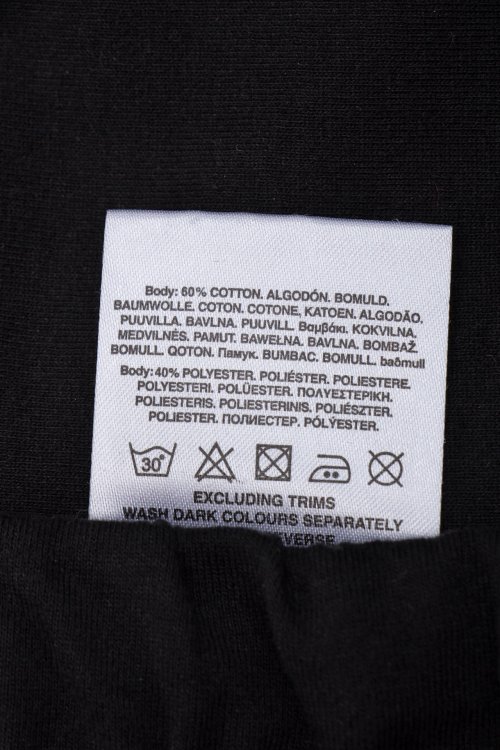 Body: 60% COTTON. ALGODÓN. BOMULD.
BAUMWOLLE. COTON. COTONE, KATOEN. ALGODÃO.
PUUVILLA. BAVLNA. PUUVILL. Βαμβάκι. KOKVILNA.
MEDVILNĖS. PAMUT. BAWEŁNA. BAVLNA. BOMBAŽ.
BOMULL. QOTON. Памук. BUMBAC. BOMULL. baðmull
Body: 40% POLYESTER. POLIÉSTER. POLIESTERE.
POLYESTERI. POLÜESTER. ΠΟΛΥΕΣΤΕΡΙΚΗ.
POLIESTERIS. POLIESTERINIS. POLIÉSZTER.
POLIESTER. ПОЛИЕСТЕР. PÓLÝESTER.
30°
EXCLUDING TRIMS
WASH DARK COLOURS SEPARATELY